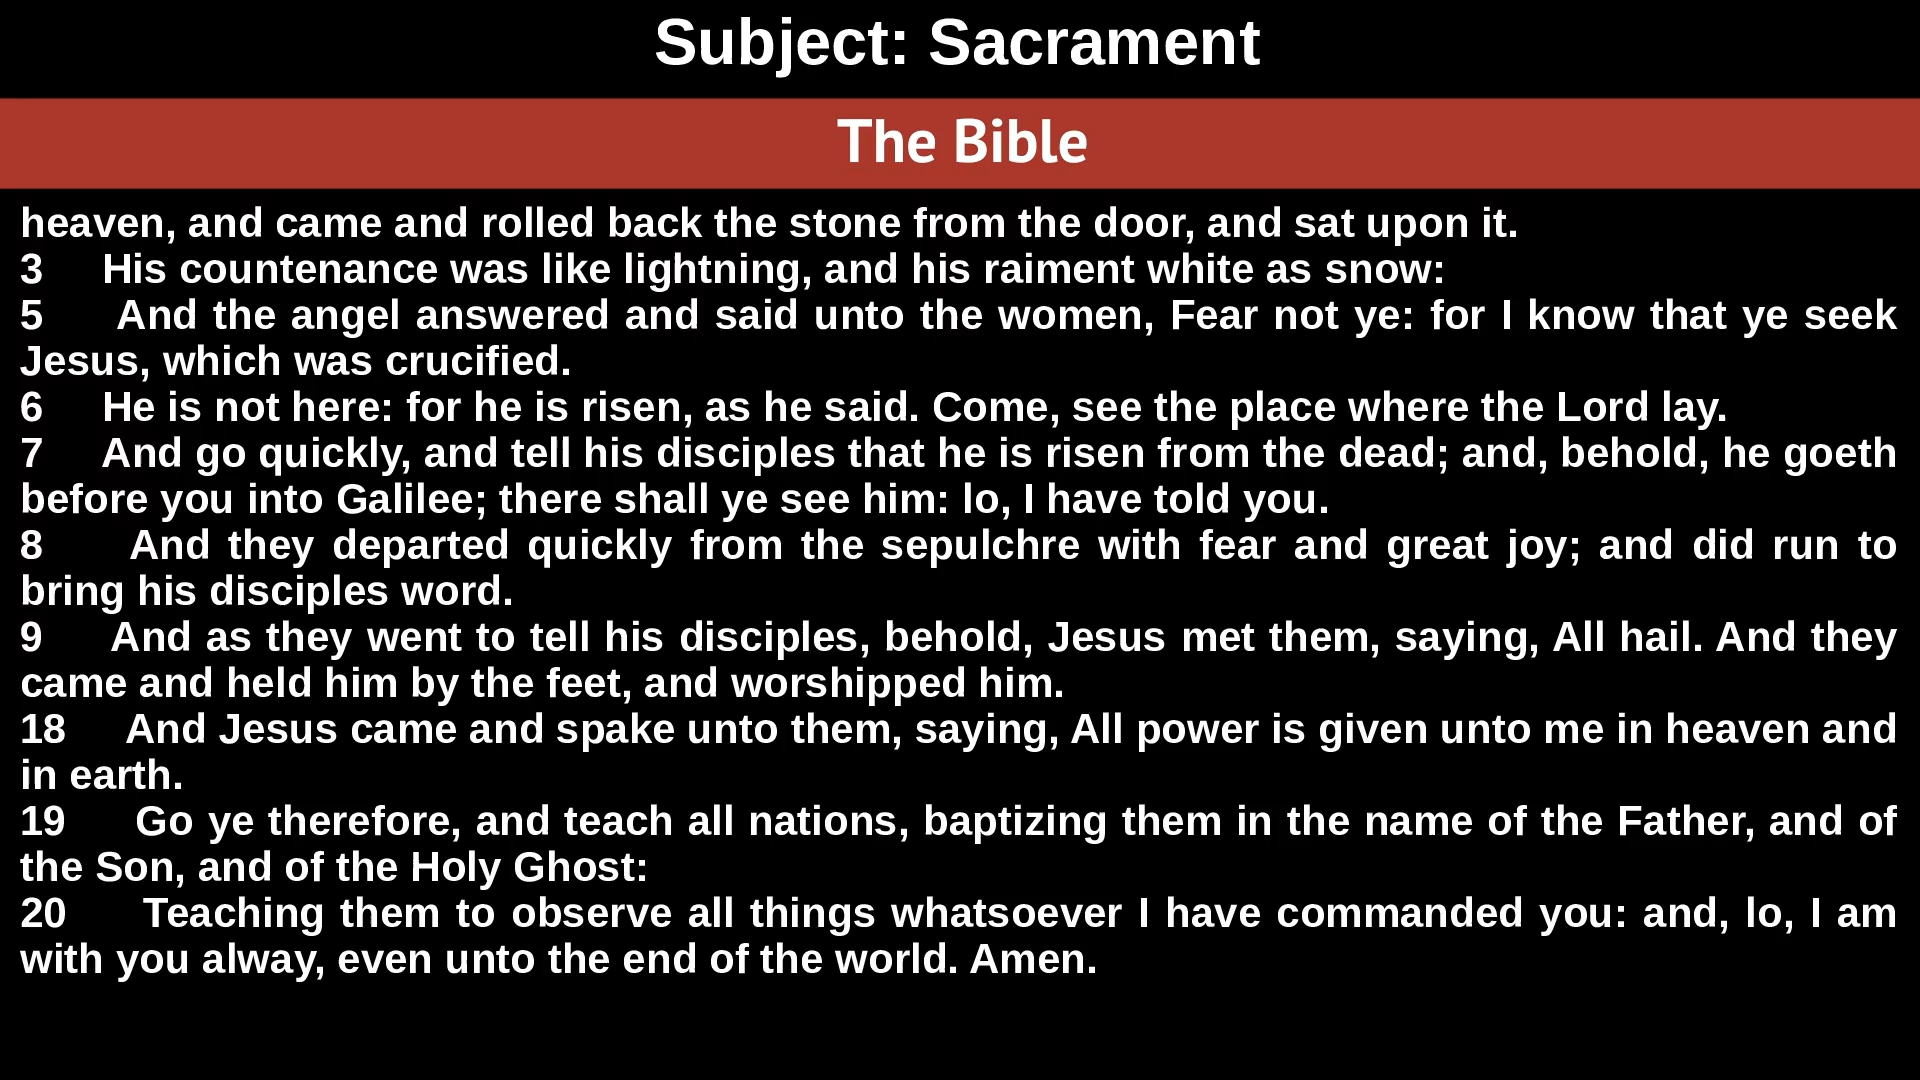 Subject: Sacrament
The Bible
heaven, and came and rolled back the stone from the door, and sat upon it.
3 His countenance was like lightning, and his raiment white as snow:
5 And the angel answered and said unto the women, Fear not ye: for I know that ye seek
Jesus, which was crucified.
6 He is not here: for he is risen, as he said. Come, see the place where the Lord lay.
7 And go quickly, and tell his disciples that he is risen from the dead; and, behold, he goeth
before you into Galilee; there shall ye see him: lo, I have told you.
8 And they departed quickly from the sepulchre with fear and great joy; and did run to
bring his disciples word.
9 And as they went to tell his disciples, behold, Jesus met them, saying, All hail. And they
came and held him by the feet, and worshipped him.
18 And Jesus came and spake unto them, saying, All power is given unto me in heaven and
in earth.
19 Go ye therefore, and teach all nations, baptizing them in the name of the Father, and of
the Son, and of the Holy Ghost:
20 Teaching them to observe all things whatsoever I have commanded you: and, lo, I am
with you alway, even unto the end of the world. Amen.